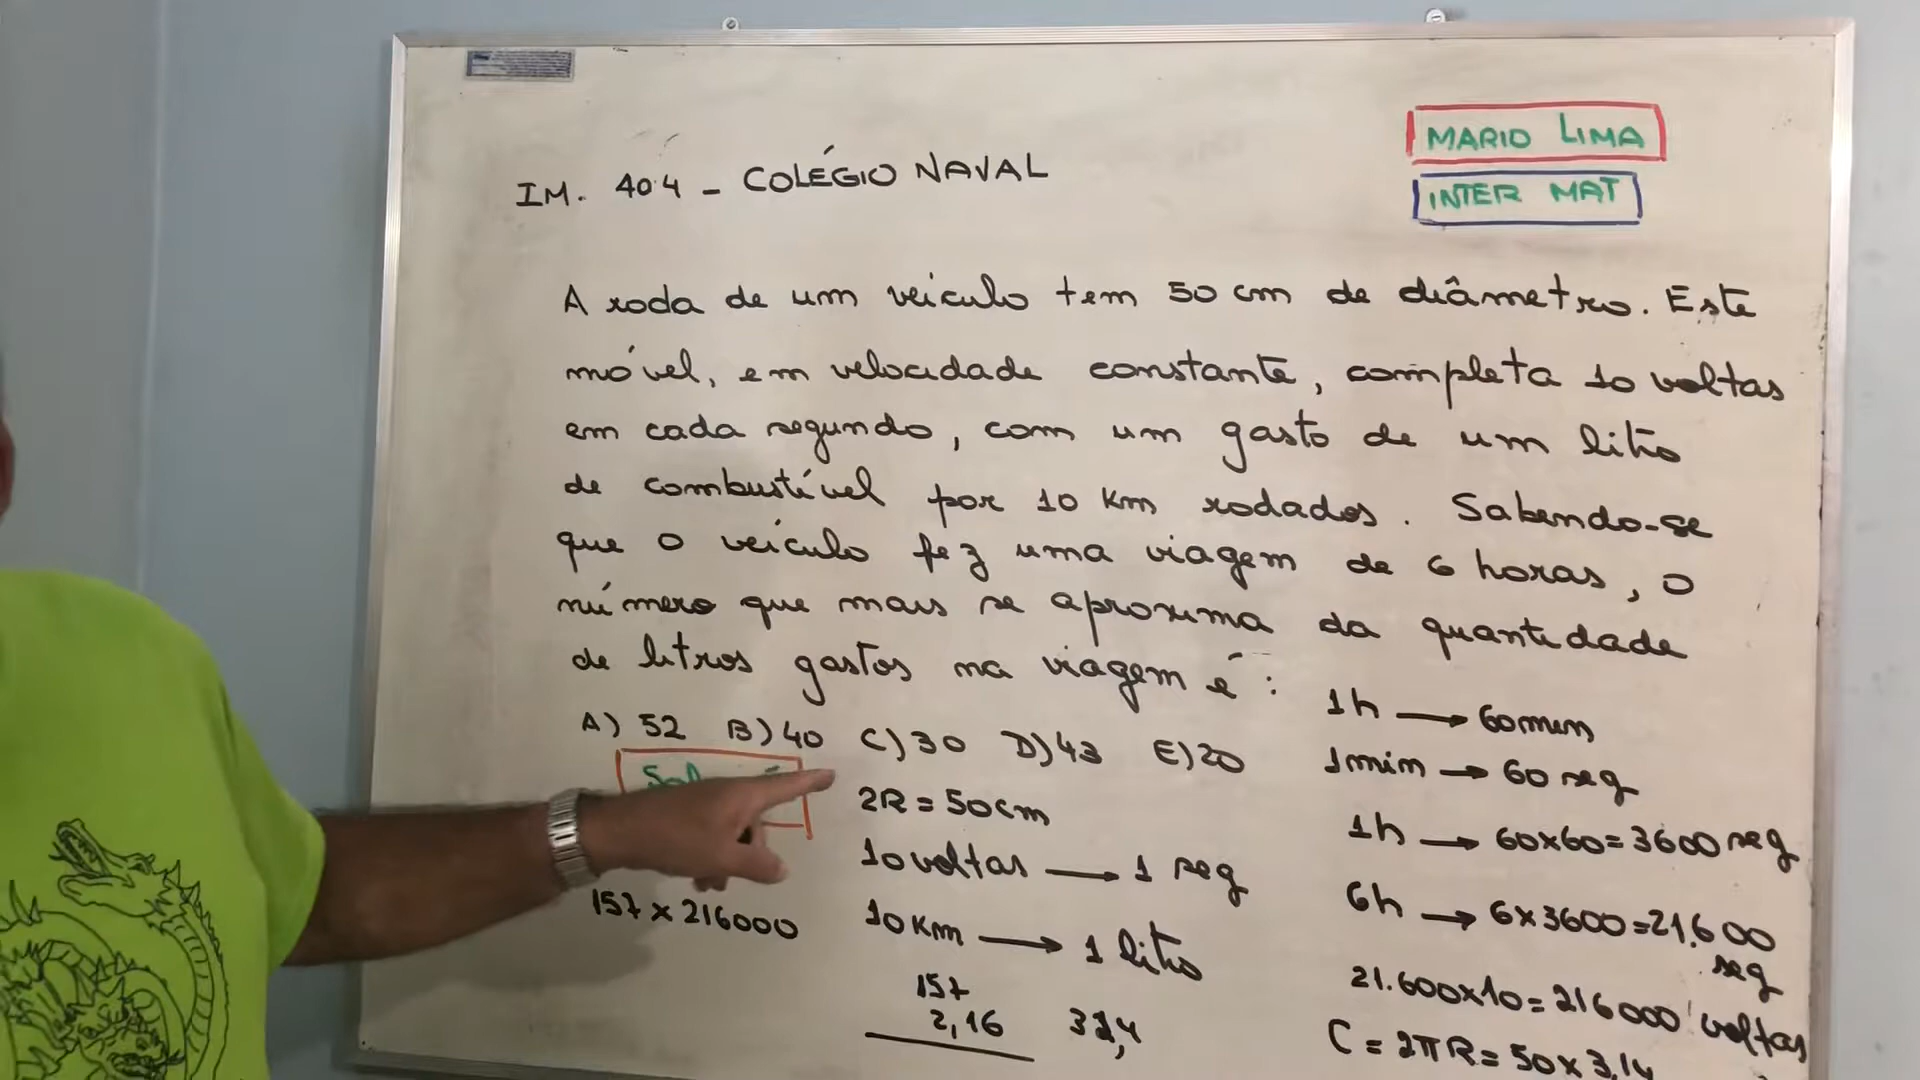 MARIO LIMA
INTER MAT
IM. 404 - COLÉGIO NAVAL
A roda de um veiculo tem 50 cm de diâmetro. Este
móvel, em velocidade constante, completa 10 voltas
em cada segundo, com um gasto de um litro
de combustível por 10 Km rodados. Sabendo-se
que o veículo fez uma viagem de 6 horas, o
número que mais se aproxima da quantidade
de litros gastos na viagem é:
A) 52 B) 40 C) 30 D) 43 E) 20
157 x 216000
2R = 50cm
10 voltas → 1 seg
10 Km → 1 litro
157
2,16
1h → 60min
1min → 60 seg
1h → 60x60=3600 seg
6h → 6x3600=21.600
seg
21.600x10=216000 voltas
C = 2πR = 50 x 3,14